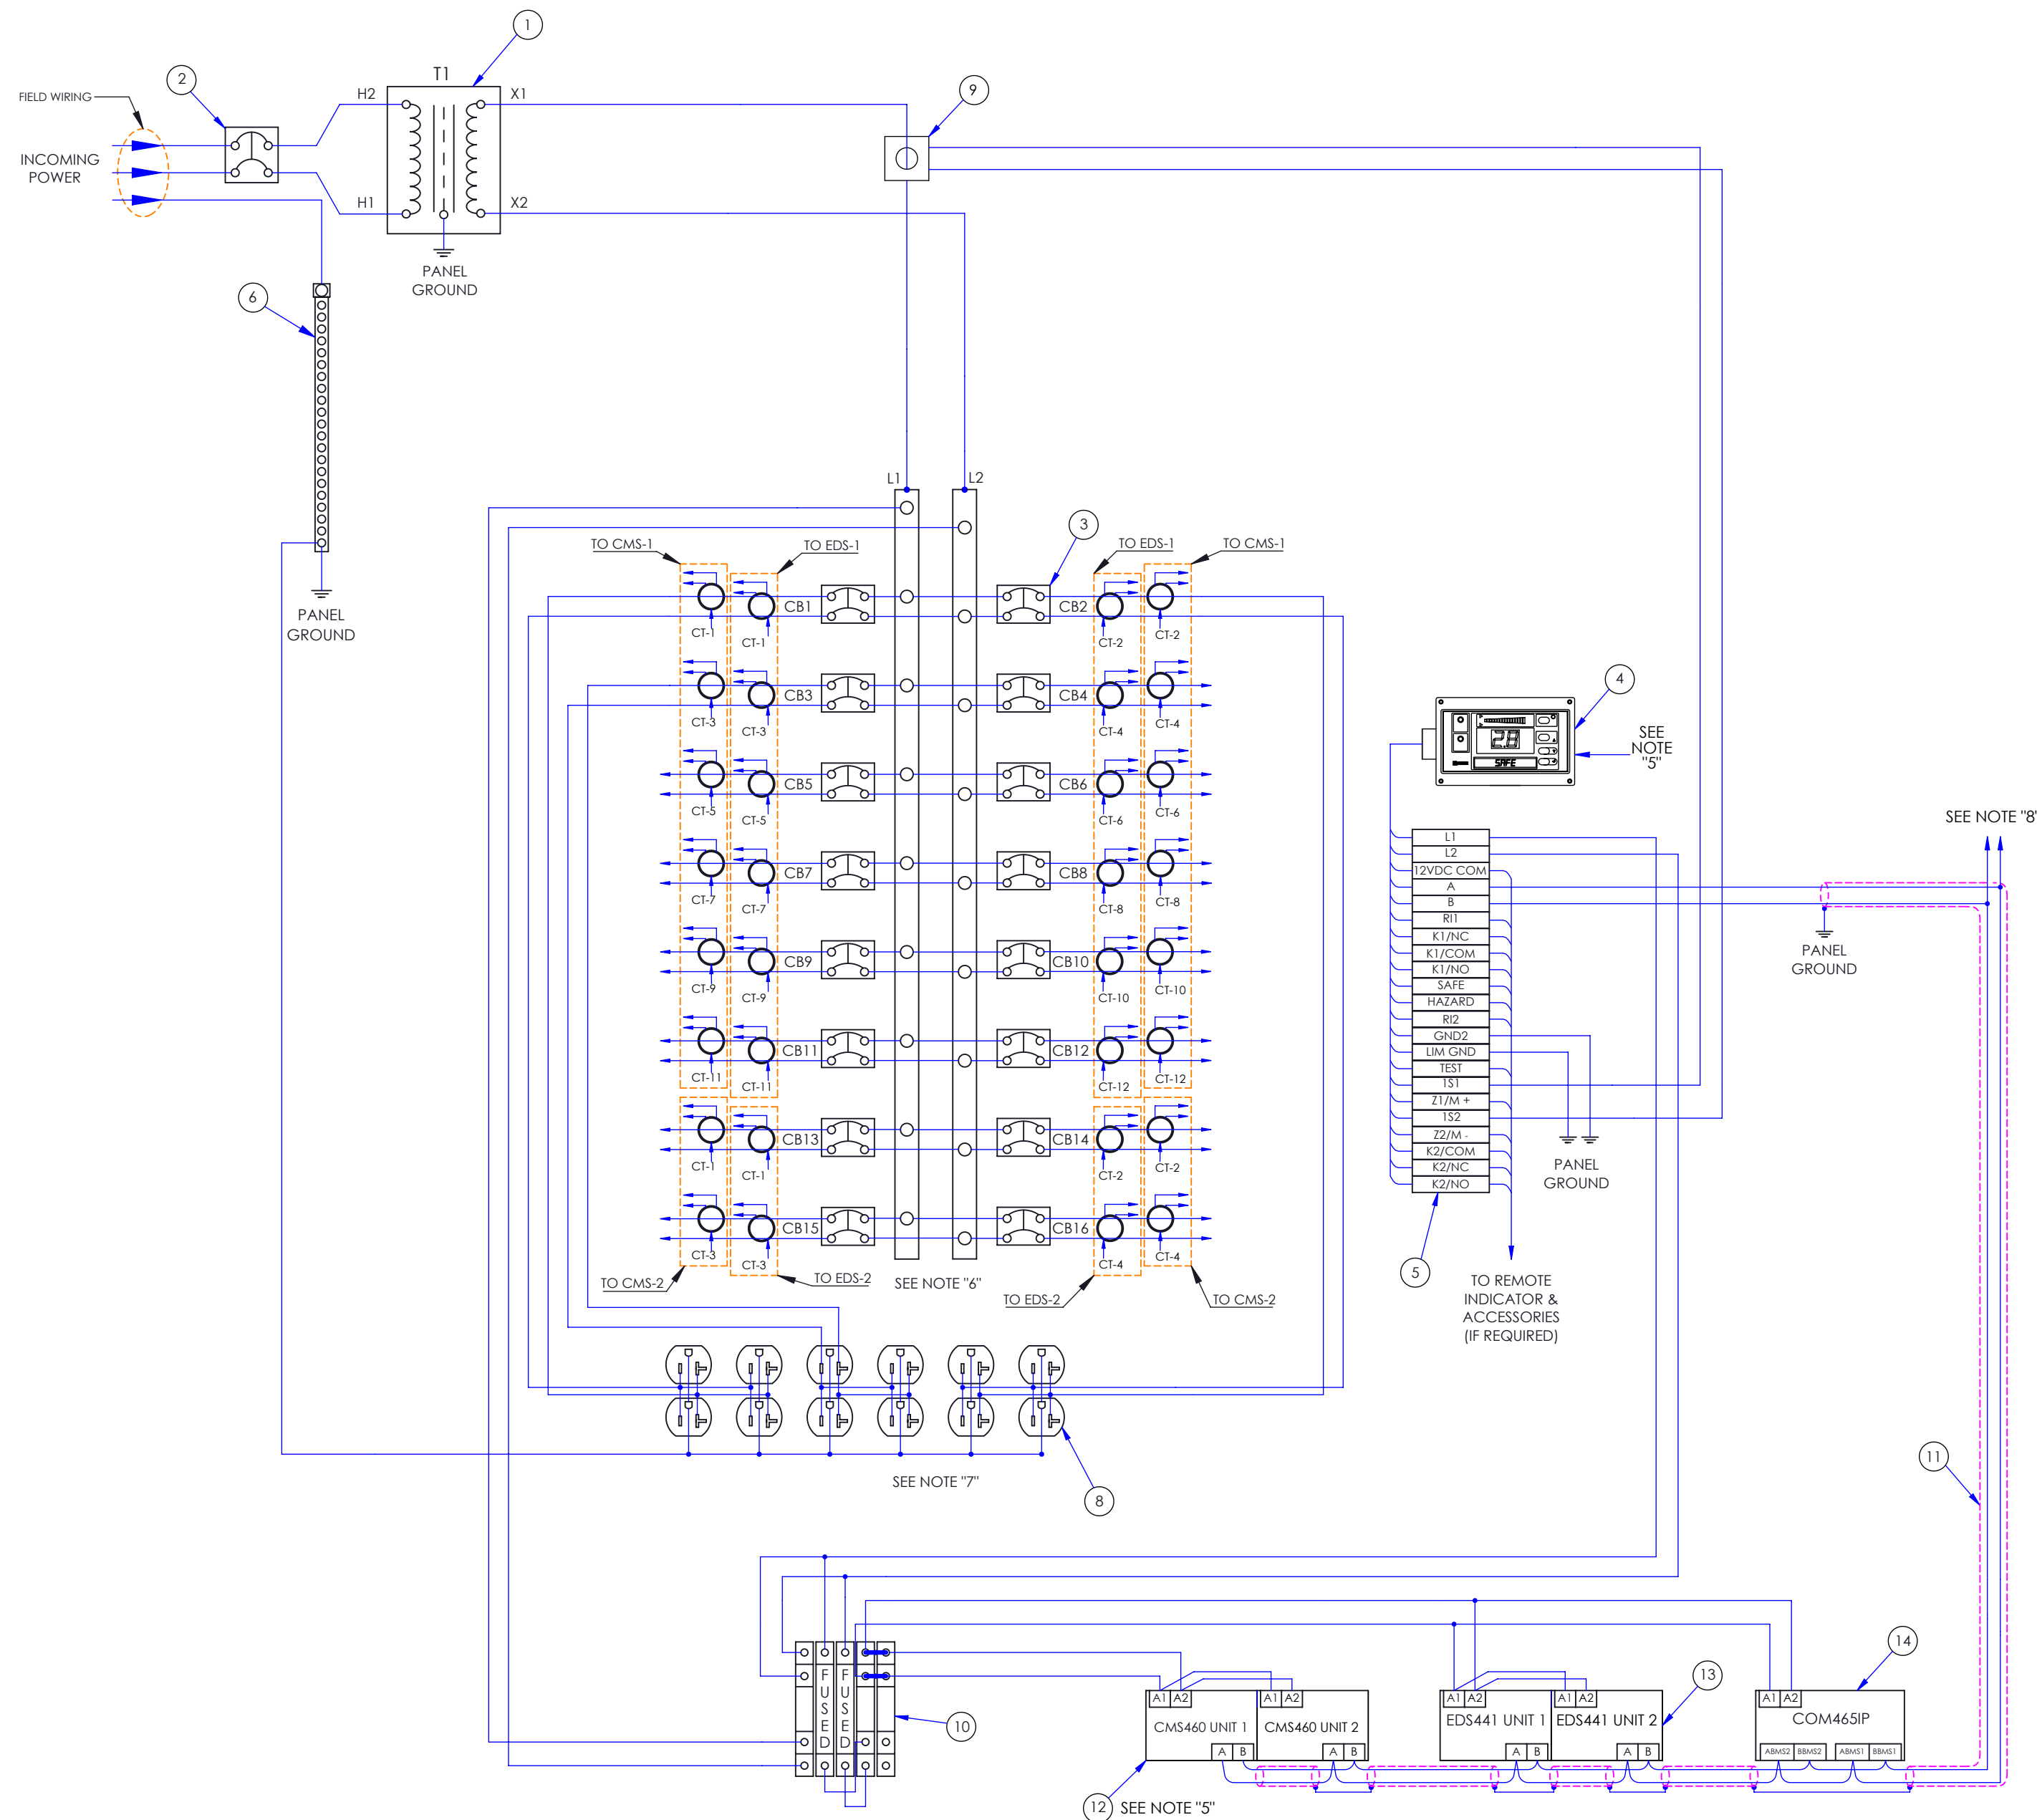 1
2
T1
9
FIELD WIRING
H2
X1
INCOMING
POWER
H1
X2
PANEL
GROUND
6
PANEL
GROUND
L1
L2
3
TO CMS-1
TO EDS-1
TO EDS-1
TO CMS-1
CB1
CB2
CT-1
CT-1
CT-2
CT-2
CB3
CB4
CT-3
CT-3
CT-4
CT-4
CB5
CB6
CT-5
CT-5
CT-6
CT-6
CB7
CB8
CT-7
CT-7
CT-8
CT-8
CB9
CB10
CT-9
CT-9
CT-10
CT-10
CB11
CB12
CT-11
CT-11
CT-12
CT-12
CB13
CB14
CT-1
CT-1
CT-2
CT-2
CB15
CB16
CT-3
CT-3
CT-4
CT-4
TO CMS-2
TO EDS-2
SEE NOTE "6"
TO EDS-2
TO CMS-2
4
SEE
NOTE
"5"
2.8
SAFE
L1
L2
12VDC COM
A
B
RI1
K1/NC
K1/COM
K1/NO
SAFE
HAZARD
RI2
GND2
LIM GND
TEST
1S1
Z1/M +
1S2
Z2/M -
K2/COM
K2/NC
K2/NO
PANEL
GROUND
5
TO REMOTE
INDICATOR &
ACCESSORIES
(IF REQUIRED)
SEE NOTE "8'
PANEL
GROUND
SEE NOTE "7"
8
11
FUSED
FUSED
10
A1 A2
CMS460 UNIT 1
A B
A1 A2
CMS460 UNIT 2
A B
12 SEE NOTE "5"
A1 A2
EDS441 UNIT 1
A B
A1 A2
EDS441 UNIT 2
A B
13
14
A1 A2
COM465IP
ABMS2 BBMS2 ABMS1 BBMS1